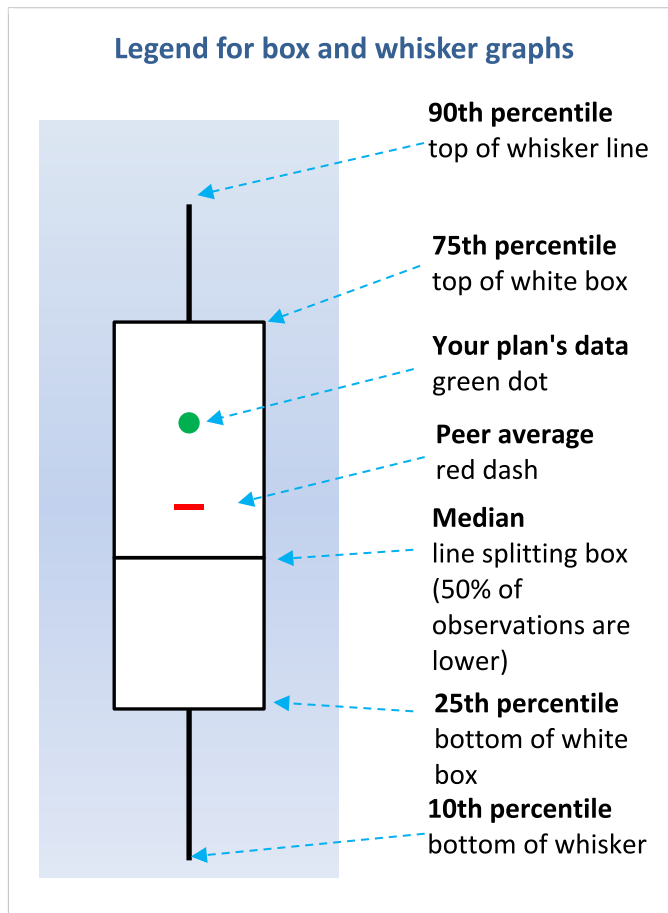 Legend for box and whisker graphs
90th percentile
top of whisker line
75th percentile
top of white box
Your plan's data
green dot
Peer average
red dash
Median
line splitting box
(50% of
observations are
lower)
25th percentile
bottom of white
box
10th percentile
bottom of whisker